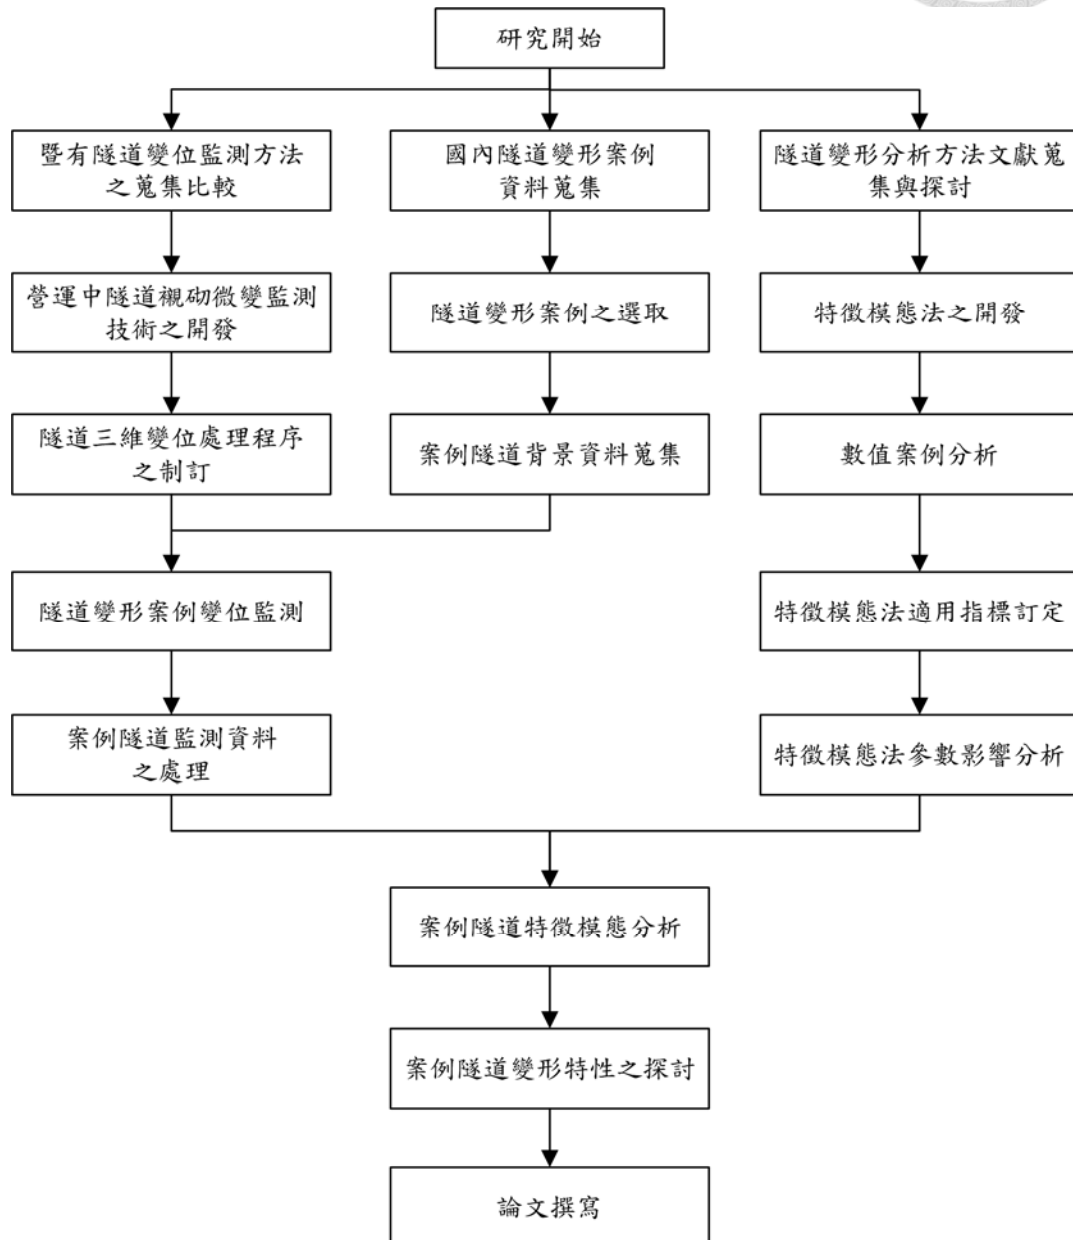 研究開始
暨有隧道變位監測方法
之蒐集比較
國內隧道變形案例
資料蒐集
隧道變形分析方法文獻蒐
集與探討
營運中隧道襯砌微變監測
技術之開發
隧道變形案例之選取
特徵模態法之開發
隧道三維變位處理程序
之制訂
案例隧道背景資料蒐集
數值案例分析
隧道變形案例變位監測
特徵模態法適用指標訂定
案例隧道監測資料
之處理
特徵模態法參數影響分析
案例隧道特徵模態分析
案例隧道變形特性之探討
論文撰寫